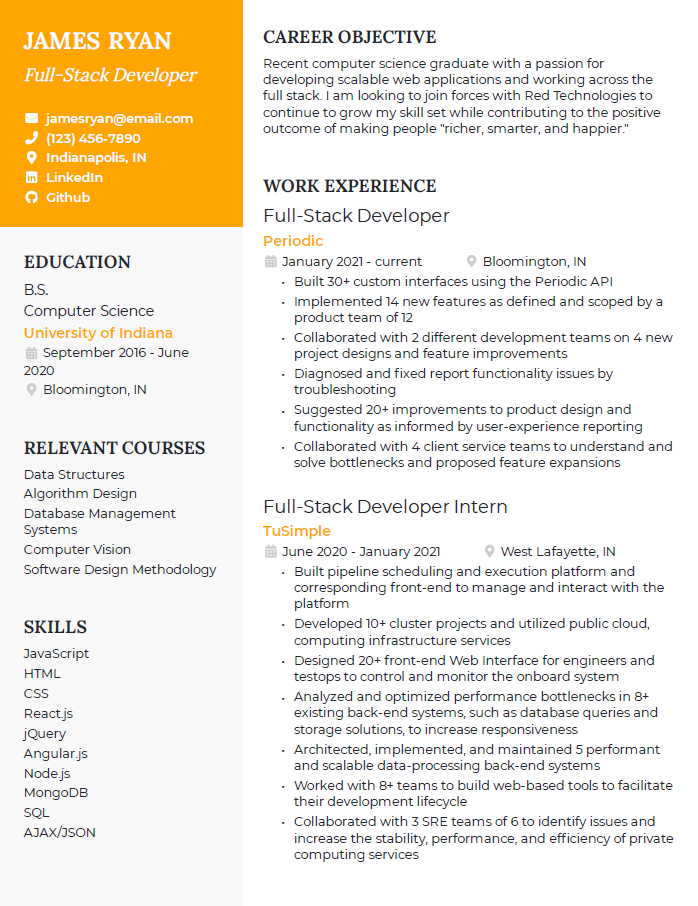 JAMES RYAN
Full-Stack Developer
jamesryan@email.com
(123) 456-7890
Indianapolis, IN
LinkedIn
Github
EDUCATION
B.S.
Computer Science
University of Indiana
September 2016 - June
2020
Bloomington, IN
RELEVANT COURSES
Data Structures
Algorithm Design
Database Management
Systems
Computer Vision
Software Design Methodology
SKILLS
JavaScript
HTML
CSS
React.js
jQuery
Angular.js
Node.js
MongoDB
SQL
AJAX/JSON
CAREER OBJECTIVE
Recent computer science graduate with a passion for
developing scalable web applications and working across the
full stack. I am looking to join forces with Red Technologies to
continue to grow my skill set while contributing to the positive
outcome of making people "richer, smarter, and happier."
WORK EXPERIENCE
Full-Stack Developer
Periodic
January 2021 - current Bloomington, IN
• Built 30+ custom interfaces using the Periodic API
• Implemented 14 new features as defined and scoped by a
product team of 12
• Collaborated with 2 different development teams on 4 new
project designs and feature improvements
• Diagnosed and fixed report functionality issues by
troubleshooting
• Suggested 20+ improvements to product design and
functionality as informed by user-experience reporting
• Collaborated with 4 client service teams to understand and
solve bottlenecks and proposed feature expansions
Full-Stack Developer Intern
TuSimple
June 2020 - January 2021 West Lafayette, IN
• Built pipeline scheduling and execution platform and
corresponding front-end to manage and interact with the
platform
• Developed 10+ cluster projects and utilized public cloud,
computing infrastructure services
• Designed 20+ front-end Web Interface for engineers and
testops to control and monitor the onboard system
• Analyzed and optimized performance bottlenecks in 8+
existing back-end systems, such as database queries and
storage solutions, to increase responsiveness
• Architected, implemented, and maintained 5 performant
and scalable data-processing back-end systems
• Worked with 8+ teams to build web-based tools to facilitate
their development lifecycle
• Collaborated with 3 SRE teams of 6 to identify issues and
increase the stability, performance, and efficiency of private
computing services